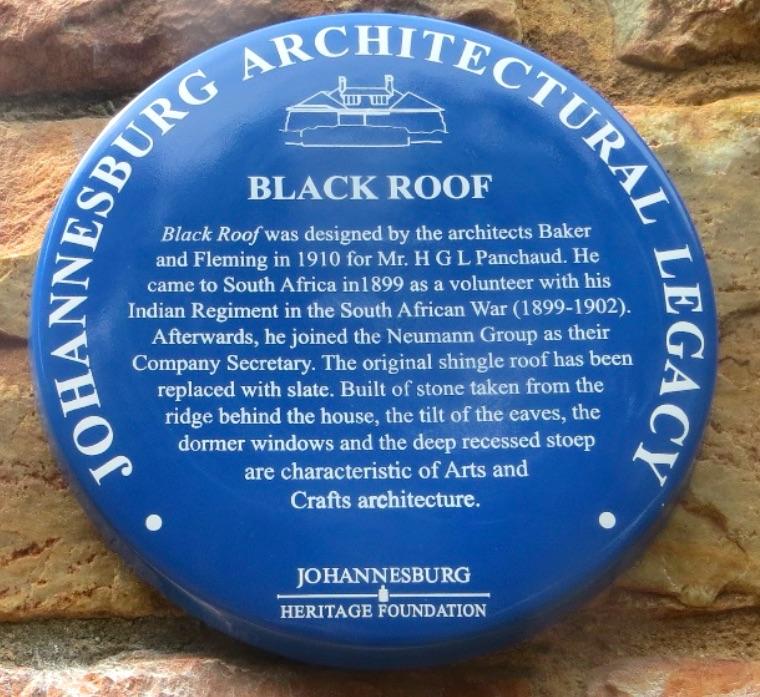 JOHANNESBURG ARCHITECTURAL LEGACY
BLACK ROOF
Black Roof was designed by the architects Baker
and Fleming in 1910 for Mr. H G L Panchaud. He
came to South Africa in1899 as a volunteer with his
Indian Regiment in the South African War (1899-1902).
Afterwards, he joined the Neumann Group as their
Company Secretary. The original shingle roof has been
replaced with slate. Built of stone taken from the
ridge behind the house, the tilt of the eaves, the
dormer windows and the deep recessed stoep
are characteristic of Arts and
Crafts architecture.
JOHANNESBURG
HERITAGE FOUNDATION